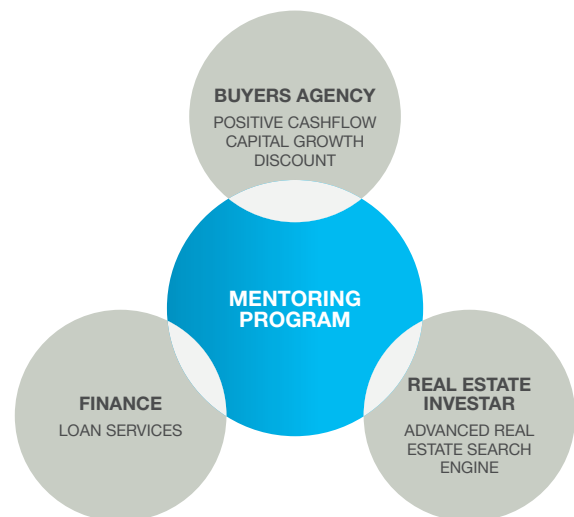 BUYERS AGENCY
POSITIVE CASHFLOW
CAPITAL GROWTH
DISCOUNT
MENTORING
PROGRAM
FINANCE
LOAN SERVICES
REAL ESTATE
INVESTAR
ADVANCED REAL
ESTATE SEARCH
ENGINE